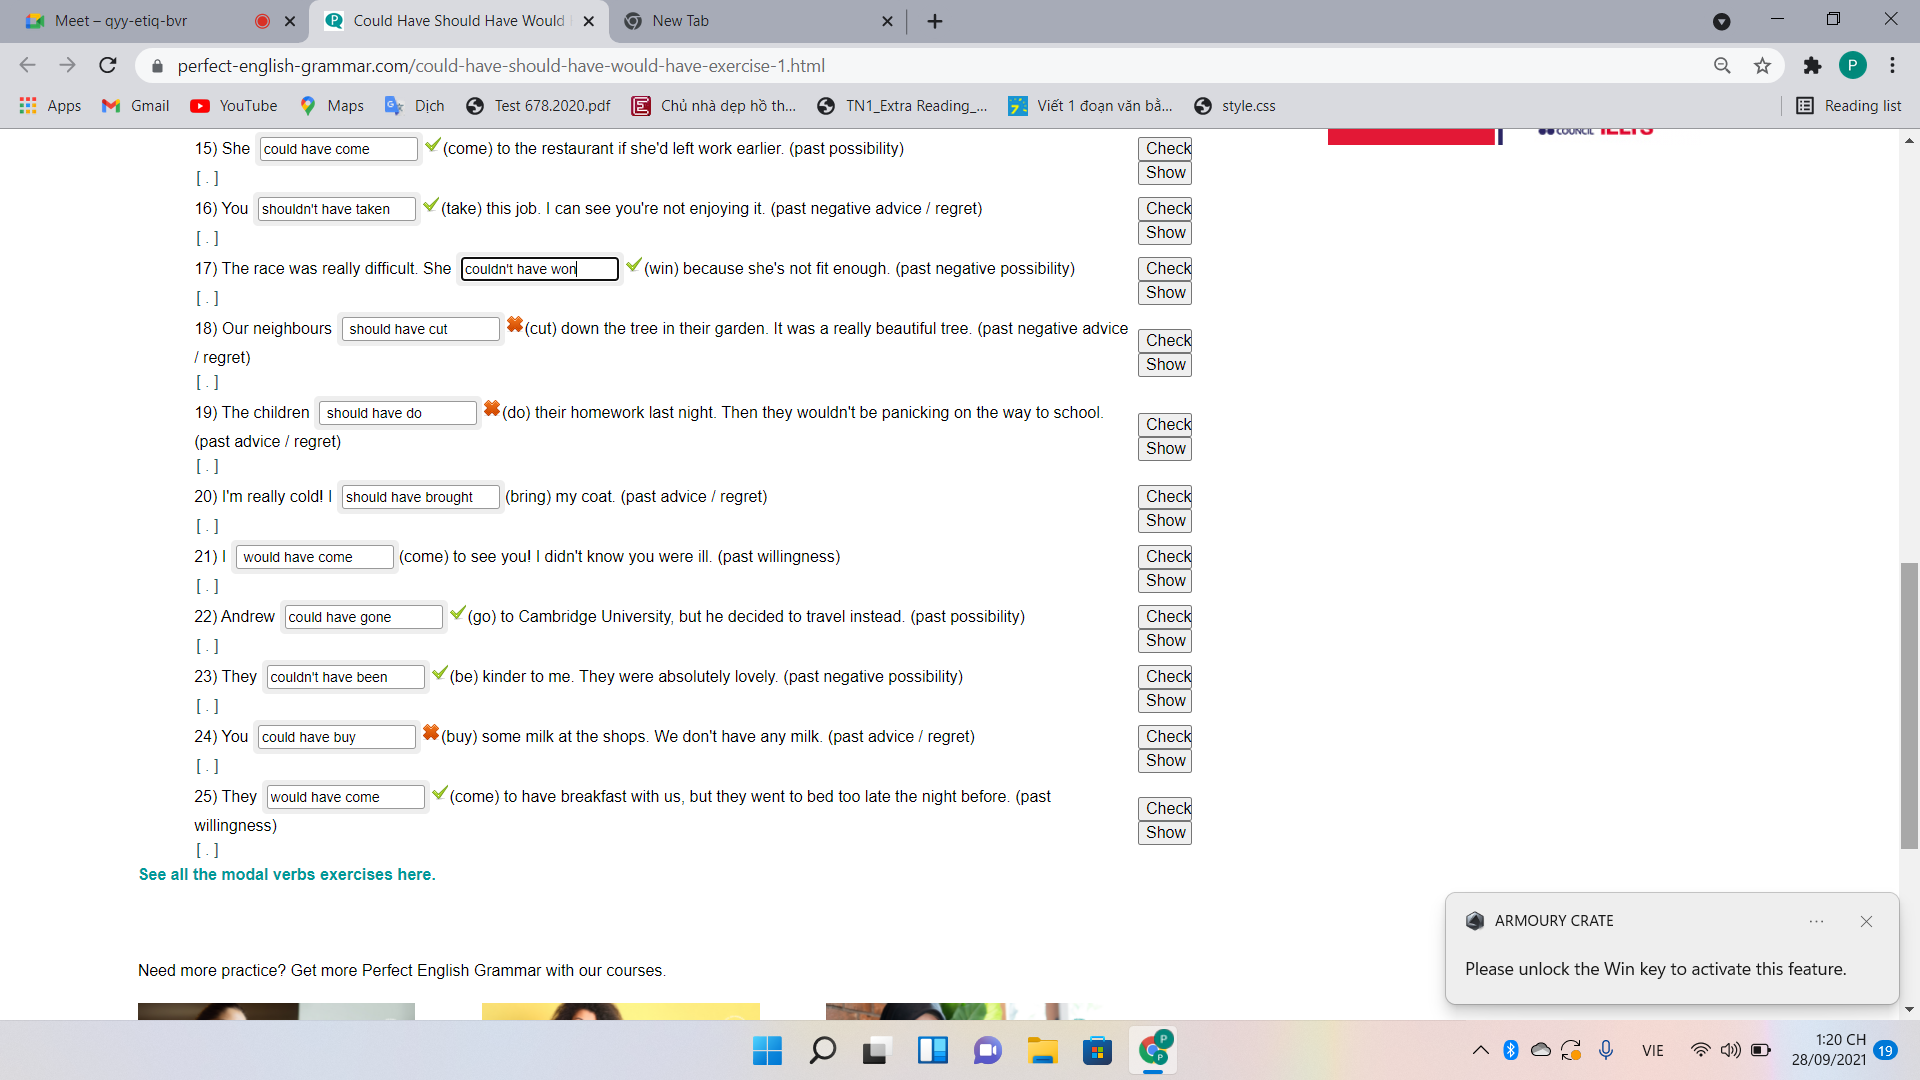 Meet – qyy-etiq-bvr
Could Have Should Have Would
New Tab
perfect-english-grammar.com/could-have-should-have-would-have-exercise-1.html
P
Apps
Gmail
YouTube
Maps
Dịch
Test 678.2020.pdf
Chủ nhà dẹp hồ th...
TN1_Extra Reading_...
Viết 1 đoạn văn bằ...
style.css
Reading list
COUNCIL IELTS
15) She could have come (come) to the restaurant if she'd left work earlier. (past possibility)
Check
Show
[ . ]
16) You shouldn't have taken (take) this job. I can see you're not enjoying it. (past negative advice / regret)
Check
Show
[ . ]
17) The race was really difficult. She couldn't have won (win) because she's not fit enough. (past negative possibility)
Check
Show
[ . ]
18) Our neighbours should have cut (cut) down the tree in their garden. It was a really beautiful tree. (past negative advice
/ regret)
Check
Show
[ . ]
19) The children should have do (do) their homework last night. Then they wouldn't be panicking on the way to school.
(past advice / regret)
Check
Show
[ . ]
20) I'm really cold! I should have brought (bring) my coat. (past advice / regret)
Check
Show
[ . ]
21) I would have come (come) to see you! I didn't know you were ill. (past willingness)
Check
Show
[ . ]
22) Andrew could have gone (go) to Cambridge University, but he decided to travel instead. (past possibility)
Check
Show
[ . ]
23) They couldn't have been (be) kinder to me. They were absolutely lovely. (past negative possibility)
Check
Show
[ . ]
24) You could have buy (buy) some milk at the shops. We don't have any milk. (past advice / regret)
Check
Show
[ . ]
25) They would have come (come) to have breakfast with us, but they went to bed too late the night before. (past
willingness)
Check
Show
[ . ]
See all the modal verbs exercises here.
Need more practice? Get more Perfect English Grammar with our courses.
ARMOURY CRATE
Please unlock the Win key to activate this feature.
VIE
1:20 CH
28/09/2021
19